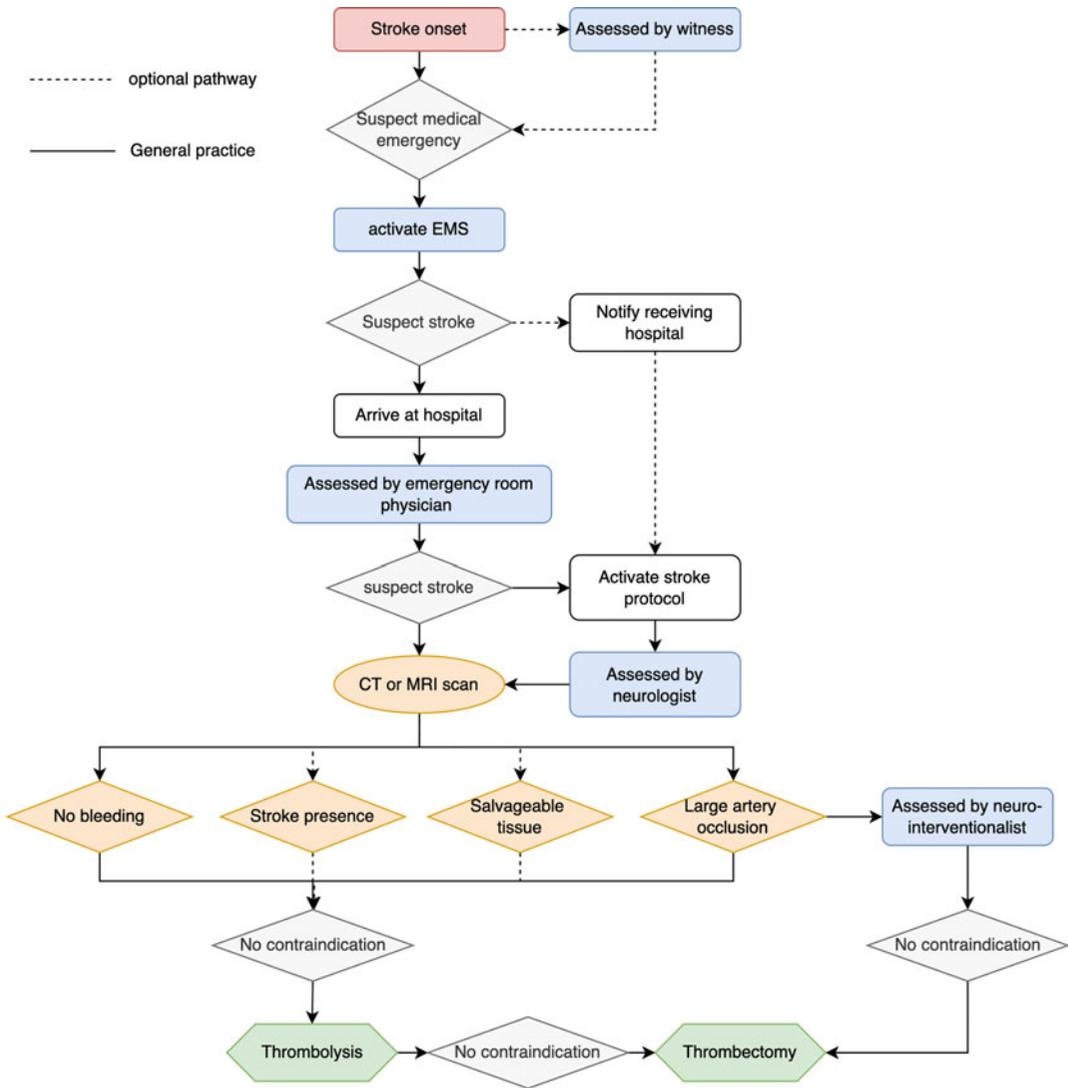 Stroke onset
Assessed by witness
optional pathway
Suspect medical
emergency
General practice
activate EMS
Suspect stroke
Notify receiving
hospital
Arrive at hospital
Assessed by emergency room
physician
suspect stroke
Activate stroke
protocol
CT or MRI scan
Assessed by
neurologist
No bleeding
Stroke presence
Salvageable
tissue
Large artery
occlusion
Assessed by neuro-
interventionalist
No contraindication
No contraindication
Thrombolysis
No contraindication
Thrombectomy